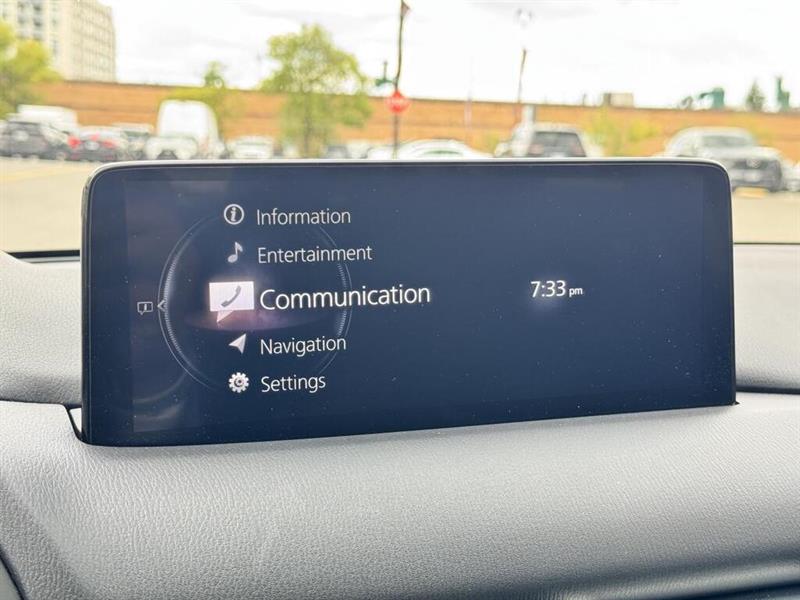 Information
Entertainment
Communication
7:33 pm
Navigation
Settings